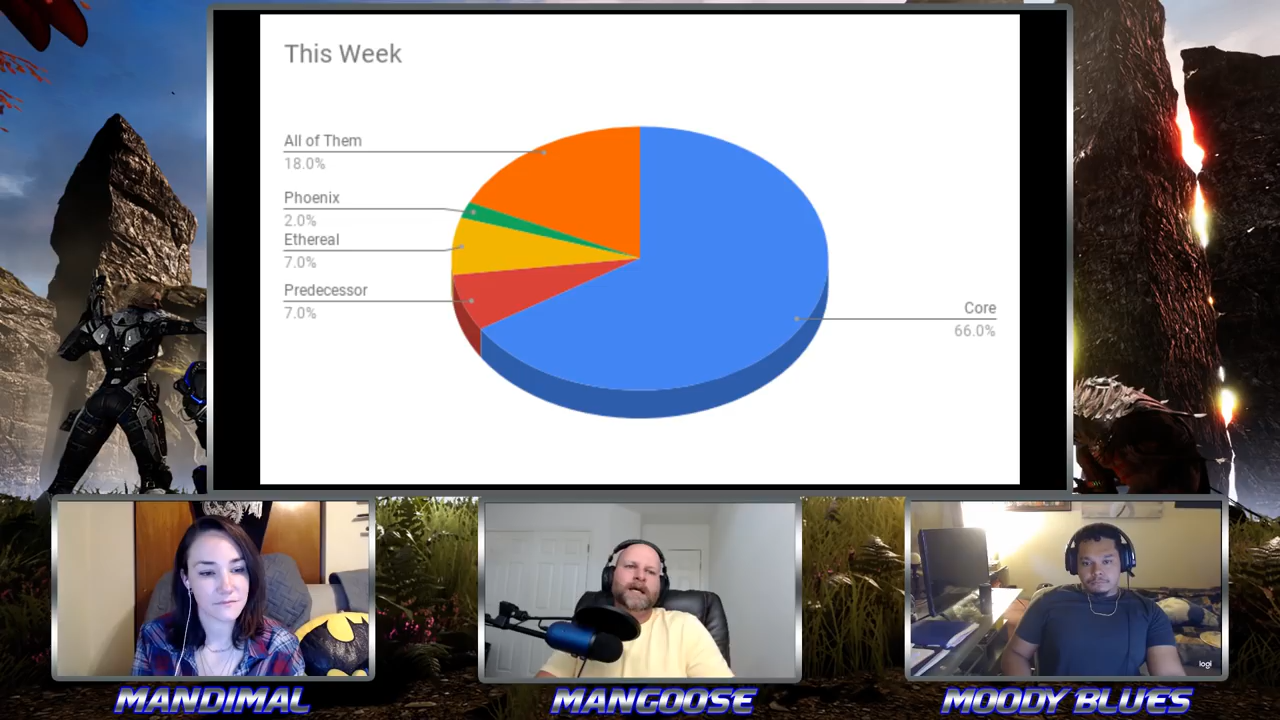 This Week
All of Them
18.0%
Phoenix
2.0%
Ethereal
7.0%
Predecessor
7.0%
Core
66.0%
logi
MANDIMAL
MANGOOSE
MOODY BLUES